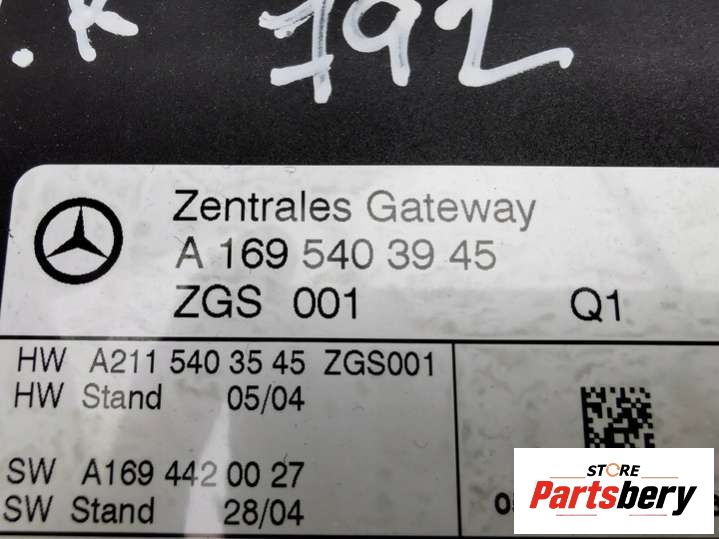 .K 792
Zentrales Gateway
A 169 540 39 45
ZGS 001 Q1
HW A211 540 35 45 ZGS001
HW Stand 05/04
SW A169 442 00 27
SW Stand 28/04
STORE
Partsbery